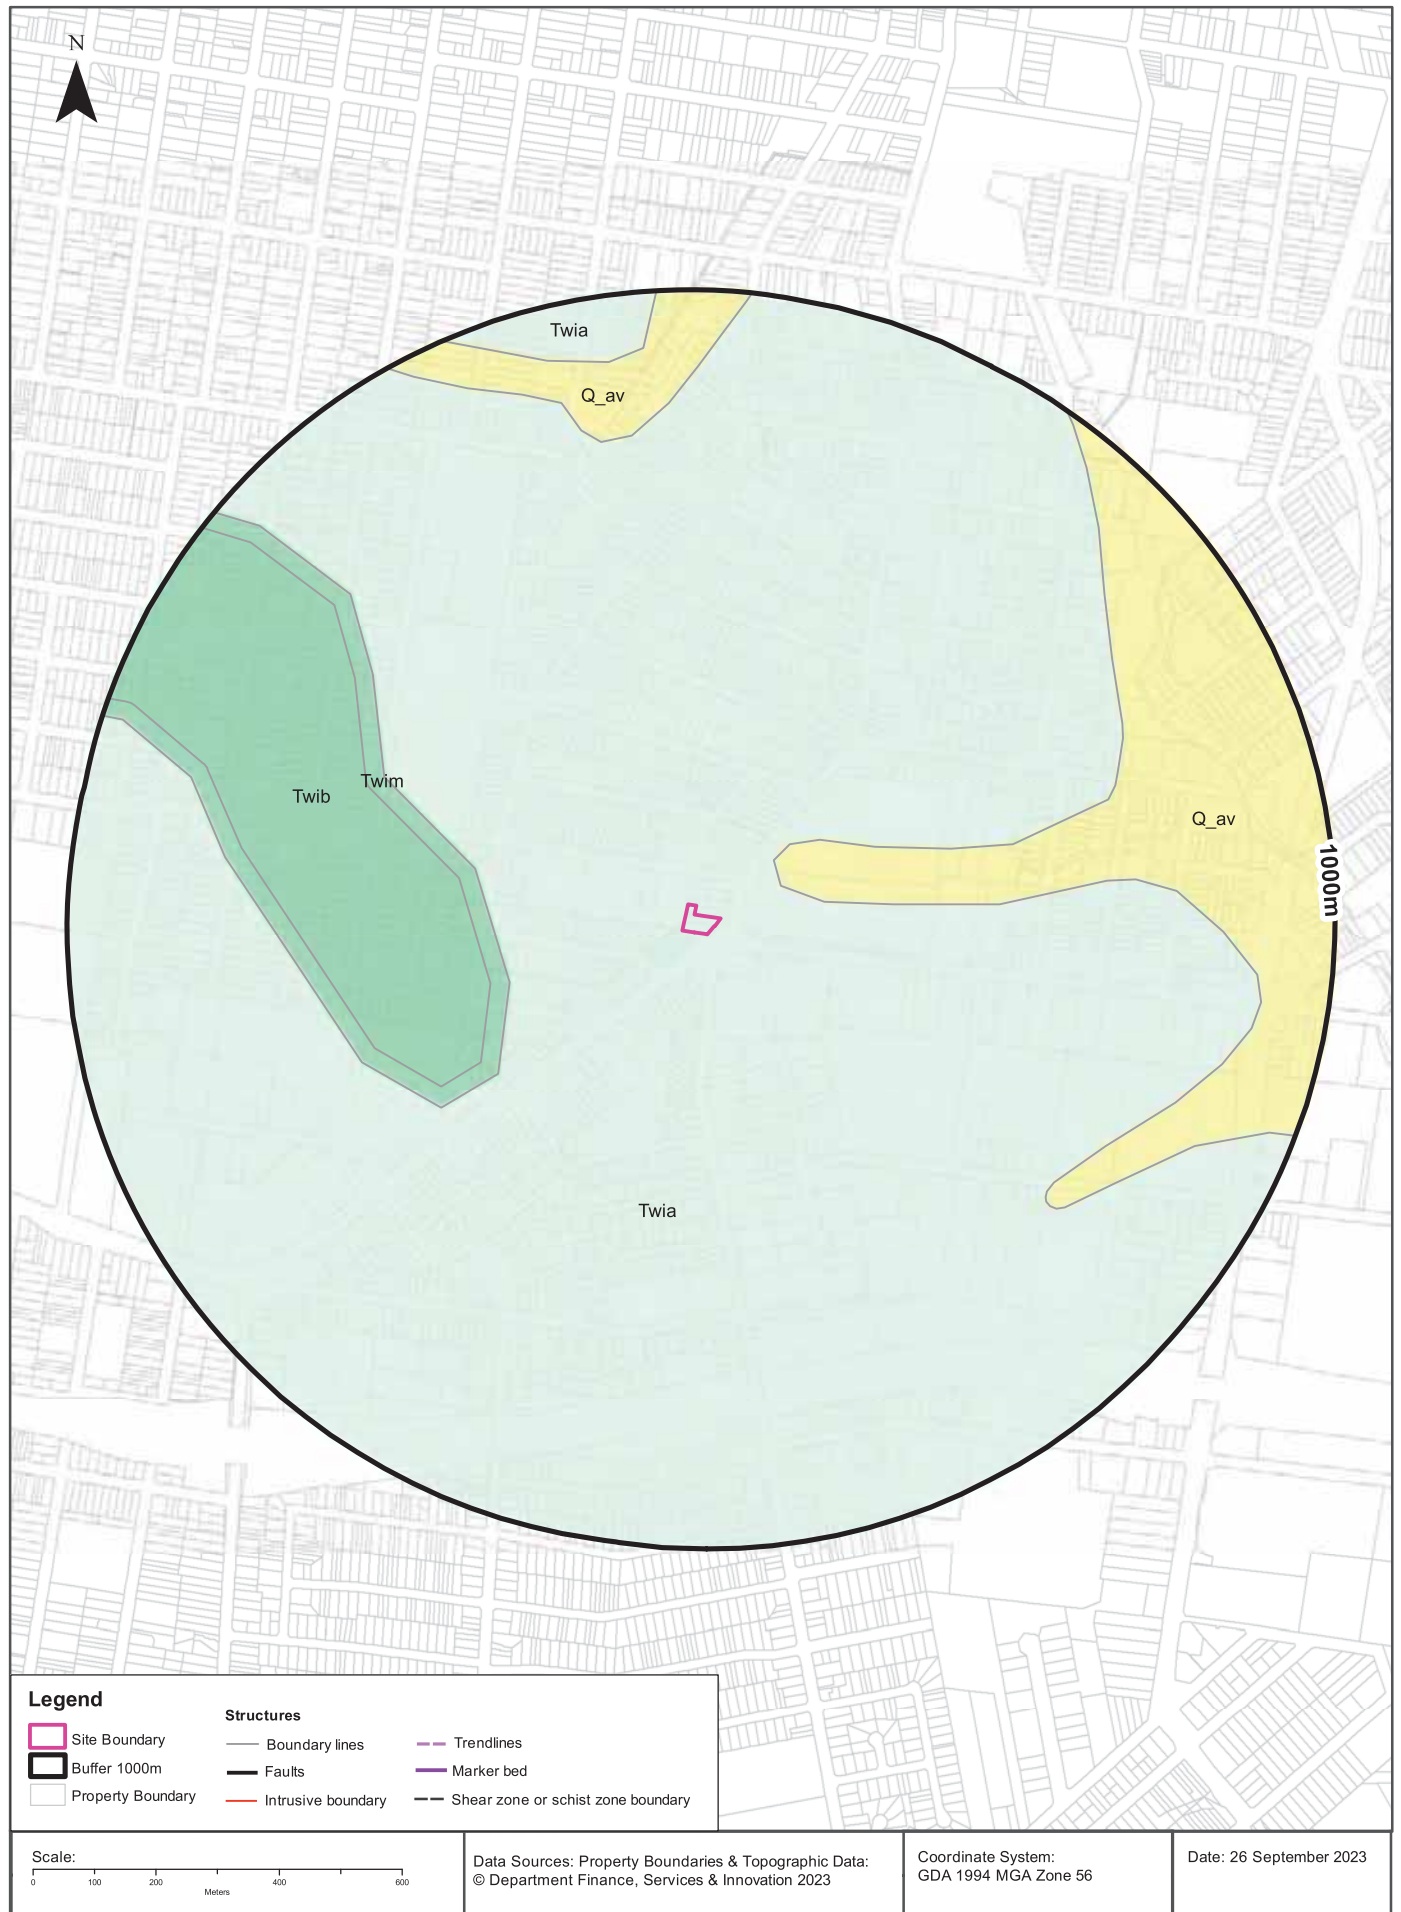 N
Twia
Q_av
Twim
Twib
Q_av
1000m
Twia
Legend
Site Boundary
Buffer 1000m
Property Boundary
Structures
Boundary lines
Faults
Intrusive boundary
Trendlines
Marker bed
Shear zone or schist zone boundary
Scale:
0 100 200 400 600
Meters
Data Sources: Property Boundaries & Topographic Data:
© Department Finance, Services & Innovation 2023
Coordinate System:
GDA 1994 MGA Zone 56
Date: 26 September 2023